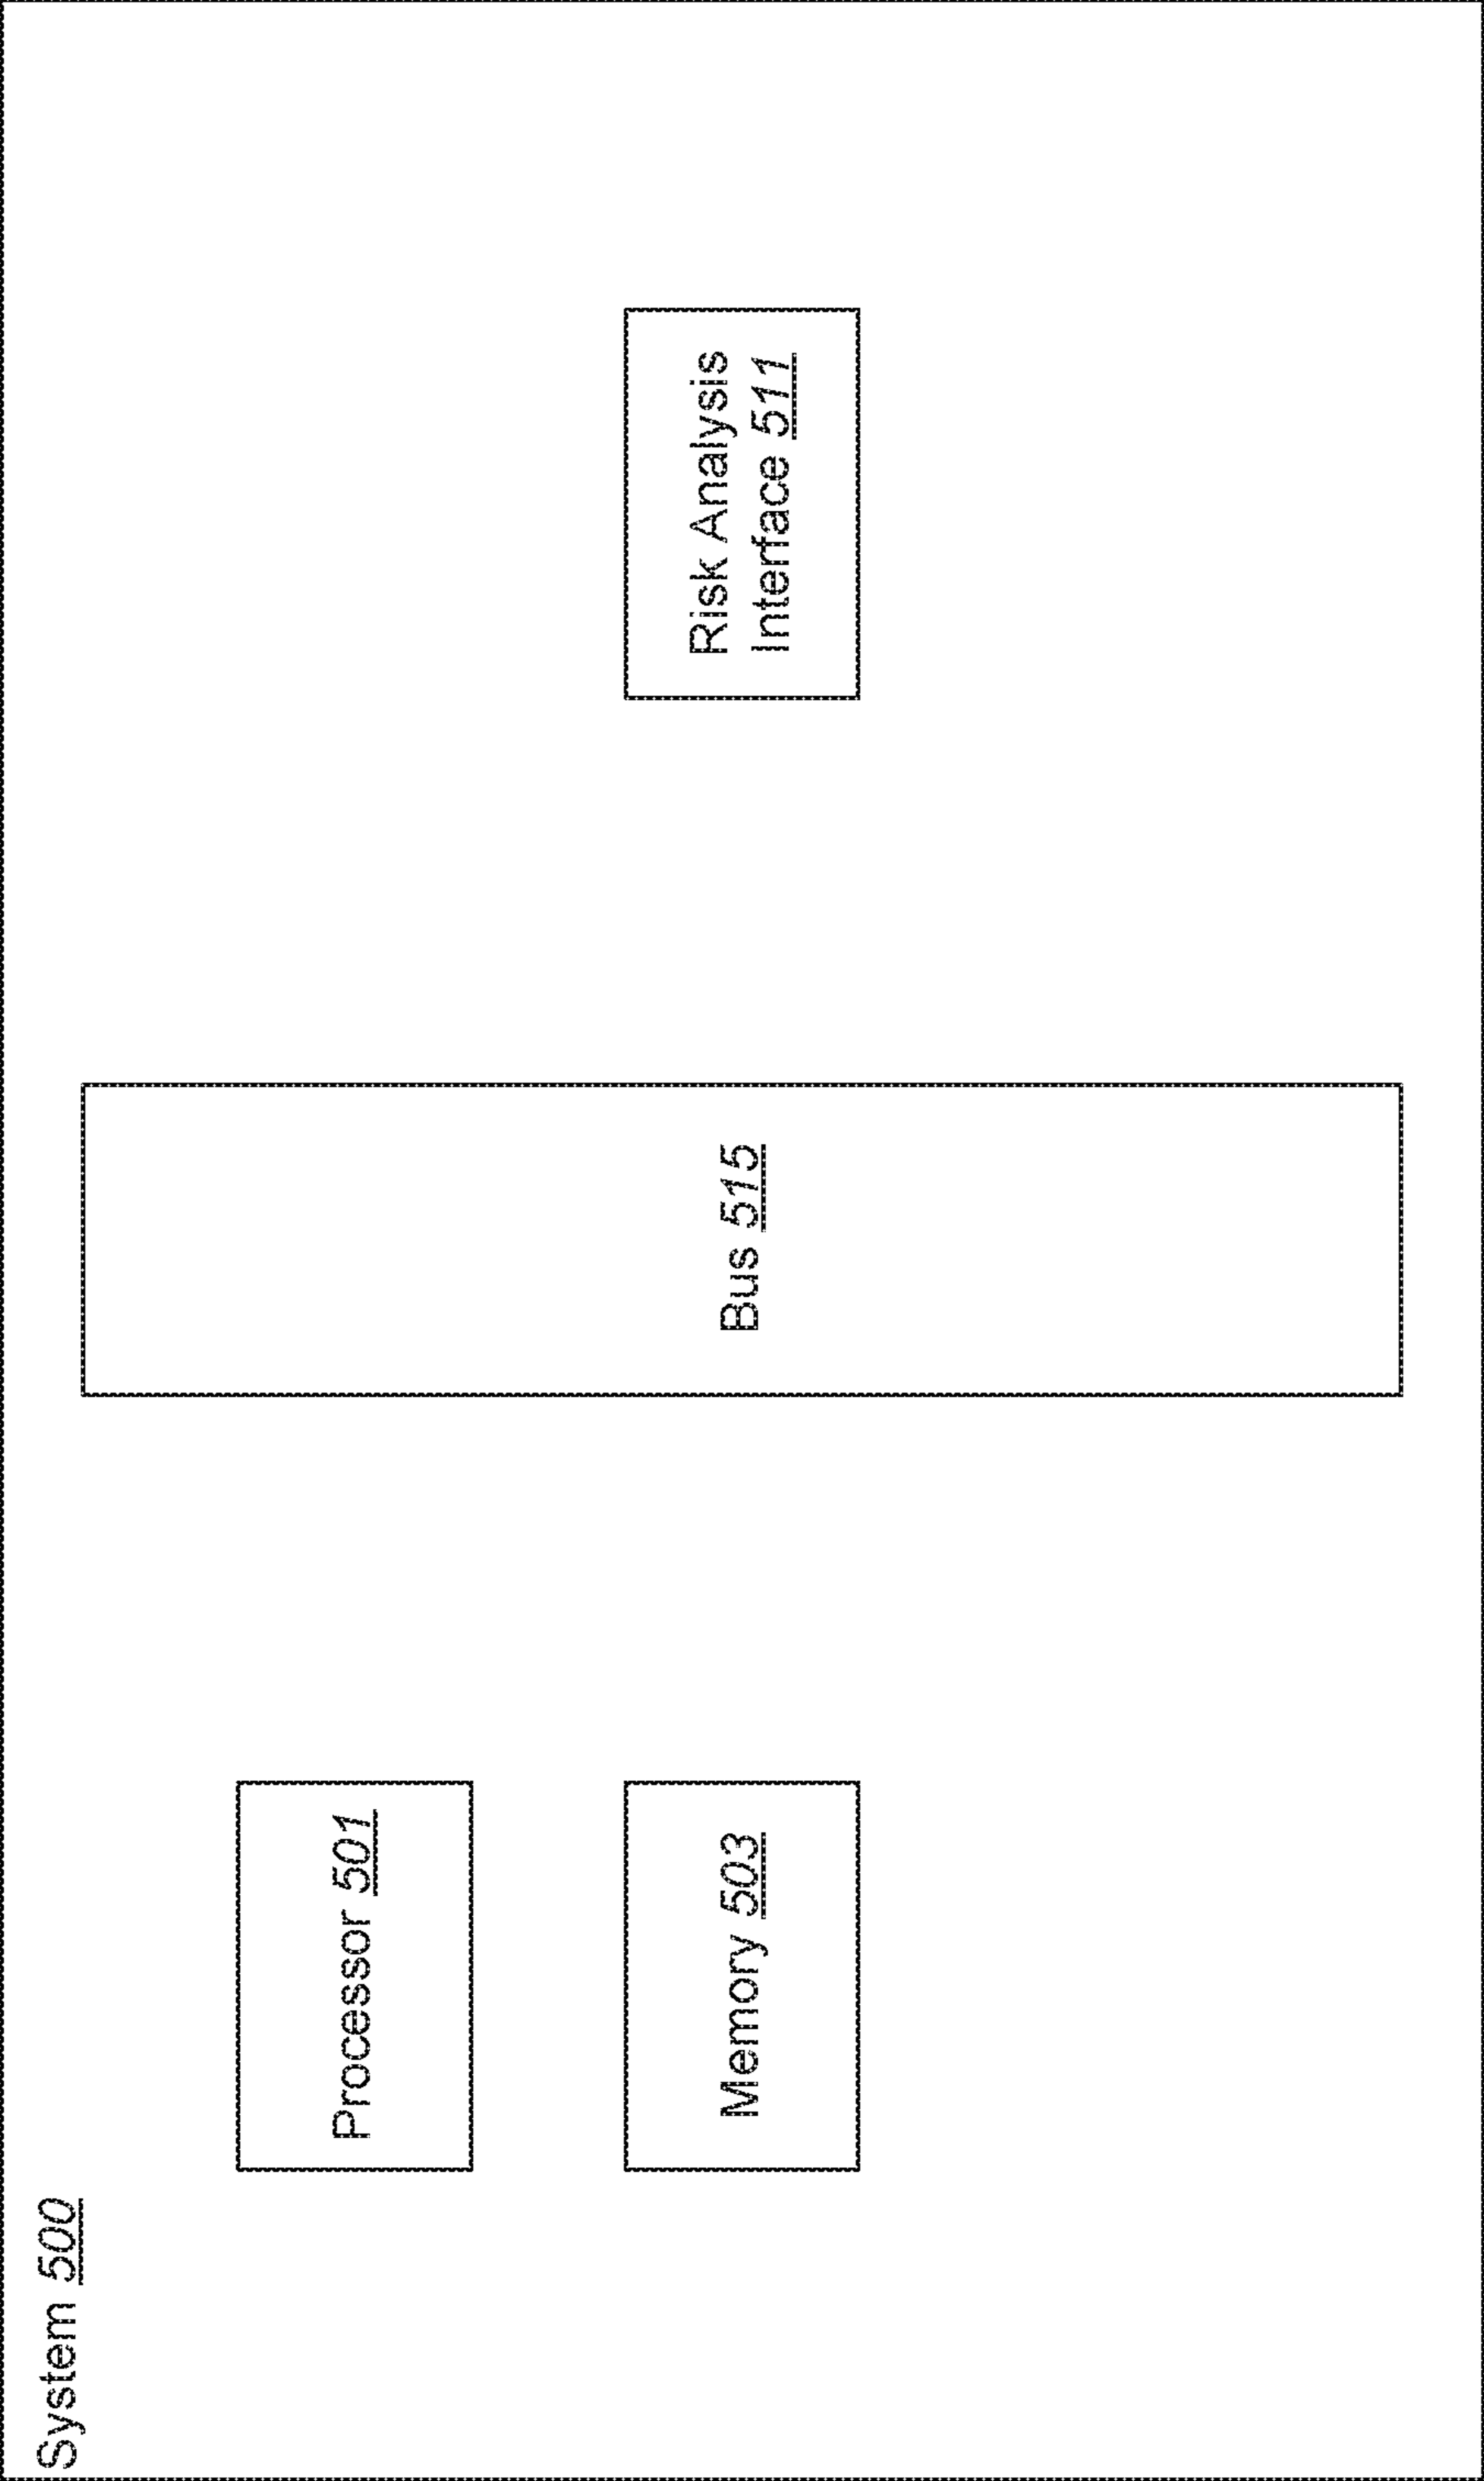 System 500
Processor 501
Memory 503
Bus 515
Risk Analysis
Interface 511